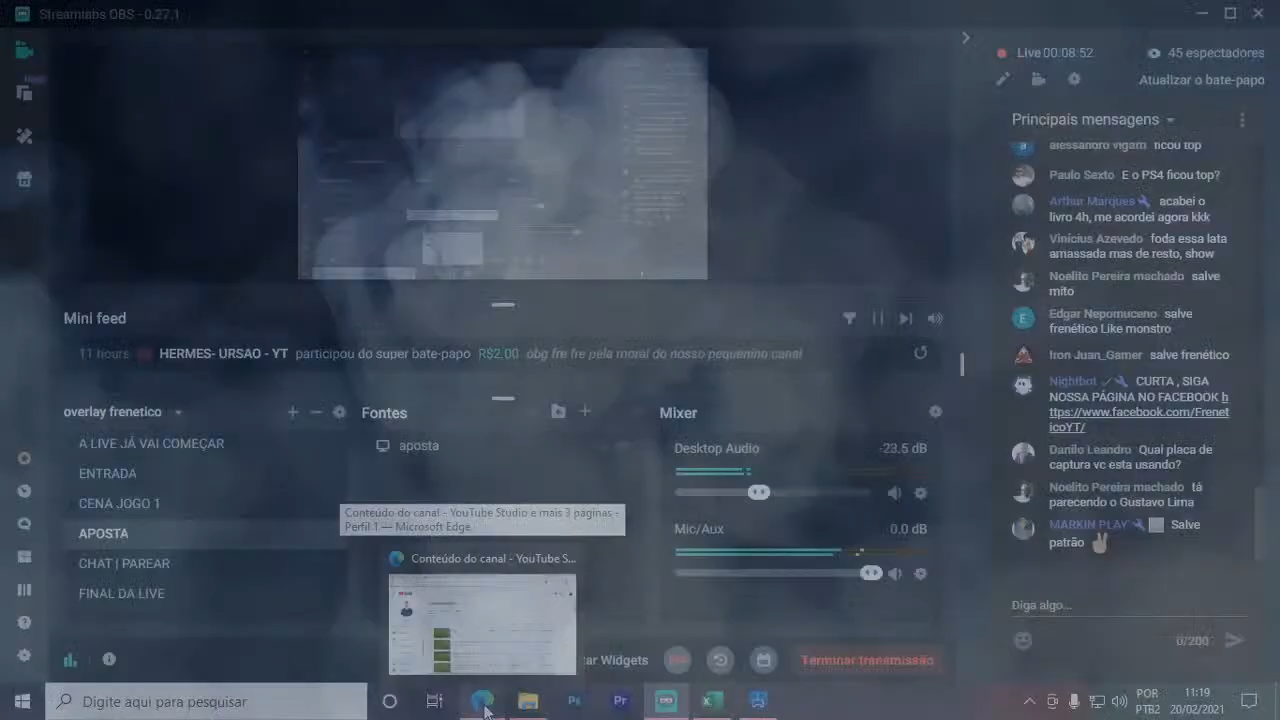 Streamlabs OBS - 0.27.1
Live 00:08:52
45 espectadores
Atualizar o bate-papo
Principais mensagens
alessandro vigam ficou top
Paulo Sexto E o PS4 ficou top?
Arthur Marques acabei o
livro 4h, me acordei agora kkk
Vinícius Azevedo foda essa lata
amassada mas de resto, show
Noelito Pereira machado salve
mito
Edgar Nepomuceno salve
frenético Like monstro
Iron Juan_Gamer salve frenético
Nightbot CURTA , SIGA
NOSSA PÁGINA NO FACEBOOK h
ttps://www.facebook.com/Frenet
icoYT/
Danilo Leandro Qual placa de
captura vc esta usando?
Noelito Pereira machado tá
parecendo o Gustavo Lima
MARKIN PLAY Salve
patrão
Diga algo...
0/200
Mini feed
11 hours HERMES- URSAO - YT participou do super bate-papo R$2.00 obg fre fre pela moral do nosso pequenino canal
overlay frenetico
A LIVE JÁ VAI COMEÇAR
ENTRADA
CENA JOGO 1
APOSTA
CHAT | PAREAR
FINAL DA LIVE
Fontes
aposta
Mixer
Desktop Audio -23.5 dB
Mic/Aux 0.0 dB
Conteúdo do canal - YouTube Studio e mais 3 páginas -
Perfil 1 — Microsoft Edge
Conteúdo do canal - YouTube S...
ar Widgets
Terminar transmissão
Digite aqui para pesquisar
Ps
Pr
POR
PTB2
11:19
20/02/2021